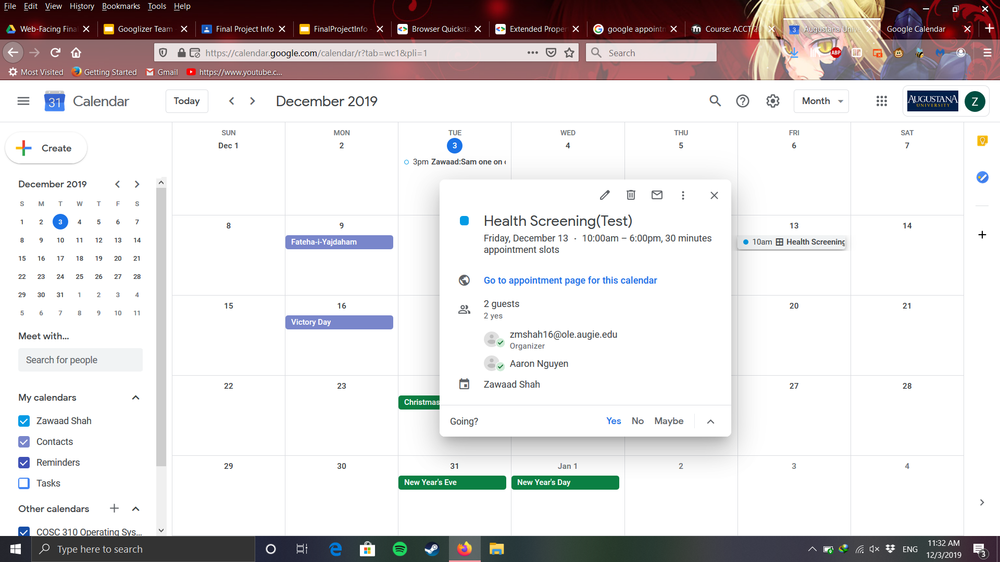 File Edit View History Bookmarks Tools Help
Web-Facing Final
Googlizer Team
Final Project Info
FinalProjectInfo -
Browser Quicksta
Extended Proper
google appointn
Course: ACCT 20
Augustana Unive
Google Calendar
https://calendar.google.com/calendar/r?tab=wc1&pli=1
Search
ABP
Most Visited Getting Started Gmail https://www.youtube.c...
31 Calendar Today December 2019 Month AUGUSTANA UNIVERSITY Z
Create
December 2019
S M T W T F S
1 2 3 4 5 6 7
8 9 10 11 12 13 14
15 16 17 18 19 20 21
22 23 24 25 26 27 28
29 30 31 1 2 3 4
5 6 7 8 9 10 11
Meet with...
Search for people
My calendars
Zawaad Shah
Contacts
Reminders
Tasks
Other calendars
COSC 310 Operating Sys...
SUN MON TUE WED THU FRI SAT
Dec 1 2 3 4 5 6 7
3pm Zawaad:Sam one on o
8 9 13 14
Fateha-i-Yajdaham
10am Health Screening
15 16 20 21
Victory Day
22 23 27 28
Christmas
29 30 31 Jan 1 2 3 4
New Year's Eve New Year's Day
Health Screening(Test)
Friday, December 13 · 10:00am – 6:00pm, 30 minutes
appointment slots
Go to appointment page for this calendar
2 guests
2 yes
zmshah16@ole.augie.edu
Organizer
Aaron Nguyen
Zawaad Shah
Going? Yes No Maybe
Type here to search
ENG
11:32 AM
12/3/2019
3